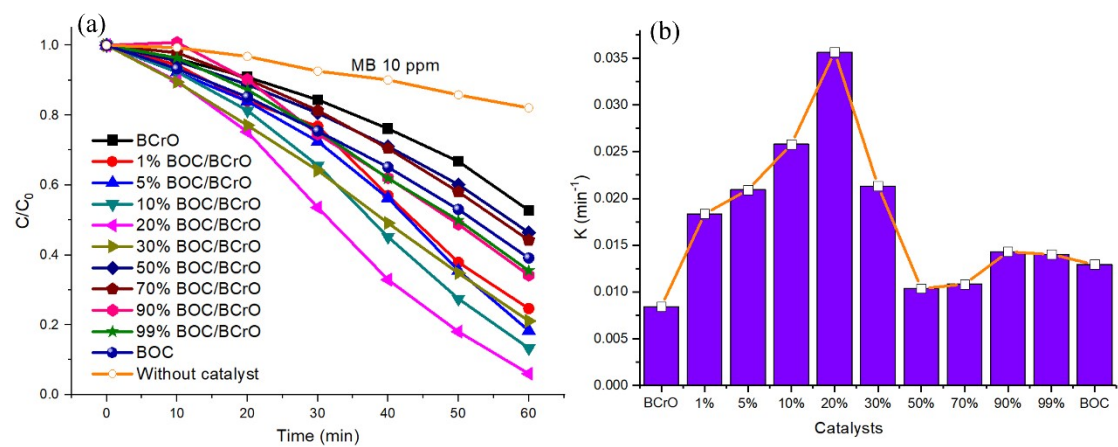 (a)
1.0
0.8
0.6
0.4
0.2
0.0
C/C₀
MB 10 ppm
BCrO
1% BOC/BCrO
5% BOC/BCrO
10% BOC/BCrO
20% BOC/BCrO
30% BOC/BCrO
50% BOC/BCrO
70% BOC/BCrO
90% BOC/BCrO
99% BOC/BCrO
BOC
Without catalyst
0 10 20 30 40 50 60
Time (min)
(b)
0.035
0.030
0.025
0.020
0.015
0.010
0.005
0.000
K (min⁻¹)
BCrO 1% 5% 10% 20% 30% 50% 70% 90% 99% BOC
Catalysts